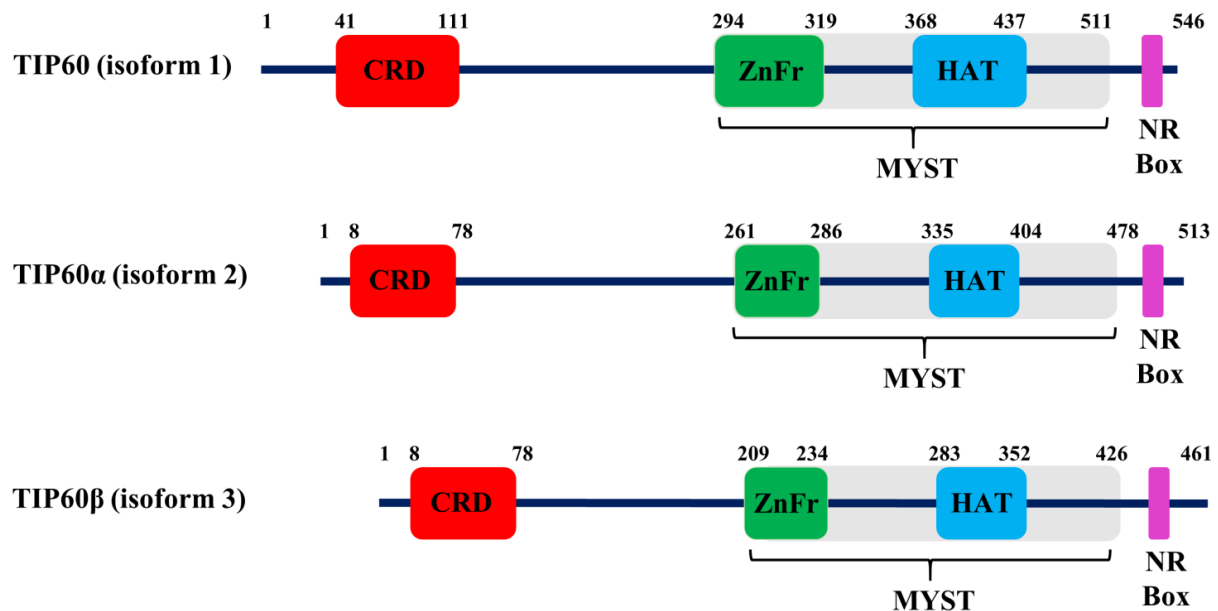 1 41 111 294 319 368 437 511 546
TIP60 (isoform 1)
CRD ZnFr HAT
MYST
NR
Box
1 8 78 261 286 335 404 478 513
TIP60α (isoform 2)
CRD ZnFr HAT
MYST
NR
Box
1 8 78 209 234 283 352 426 461
TIP60β (isoform 3)
CRD ZnFr HAT
MYST
NR
Box